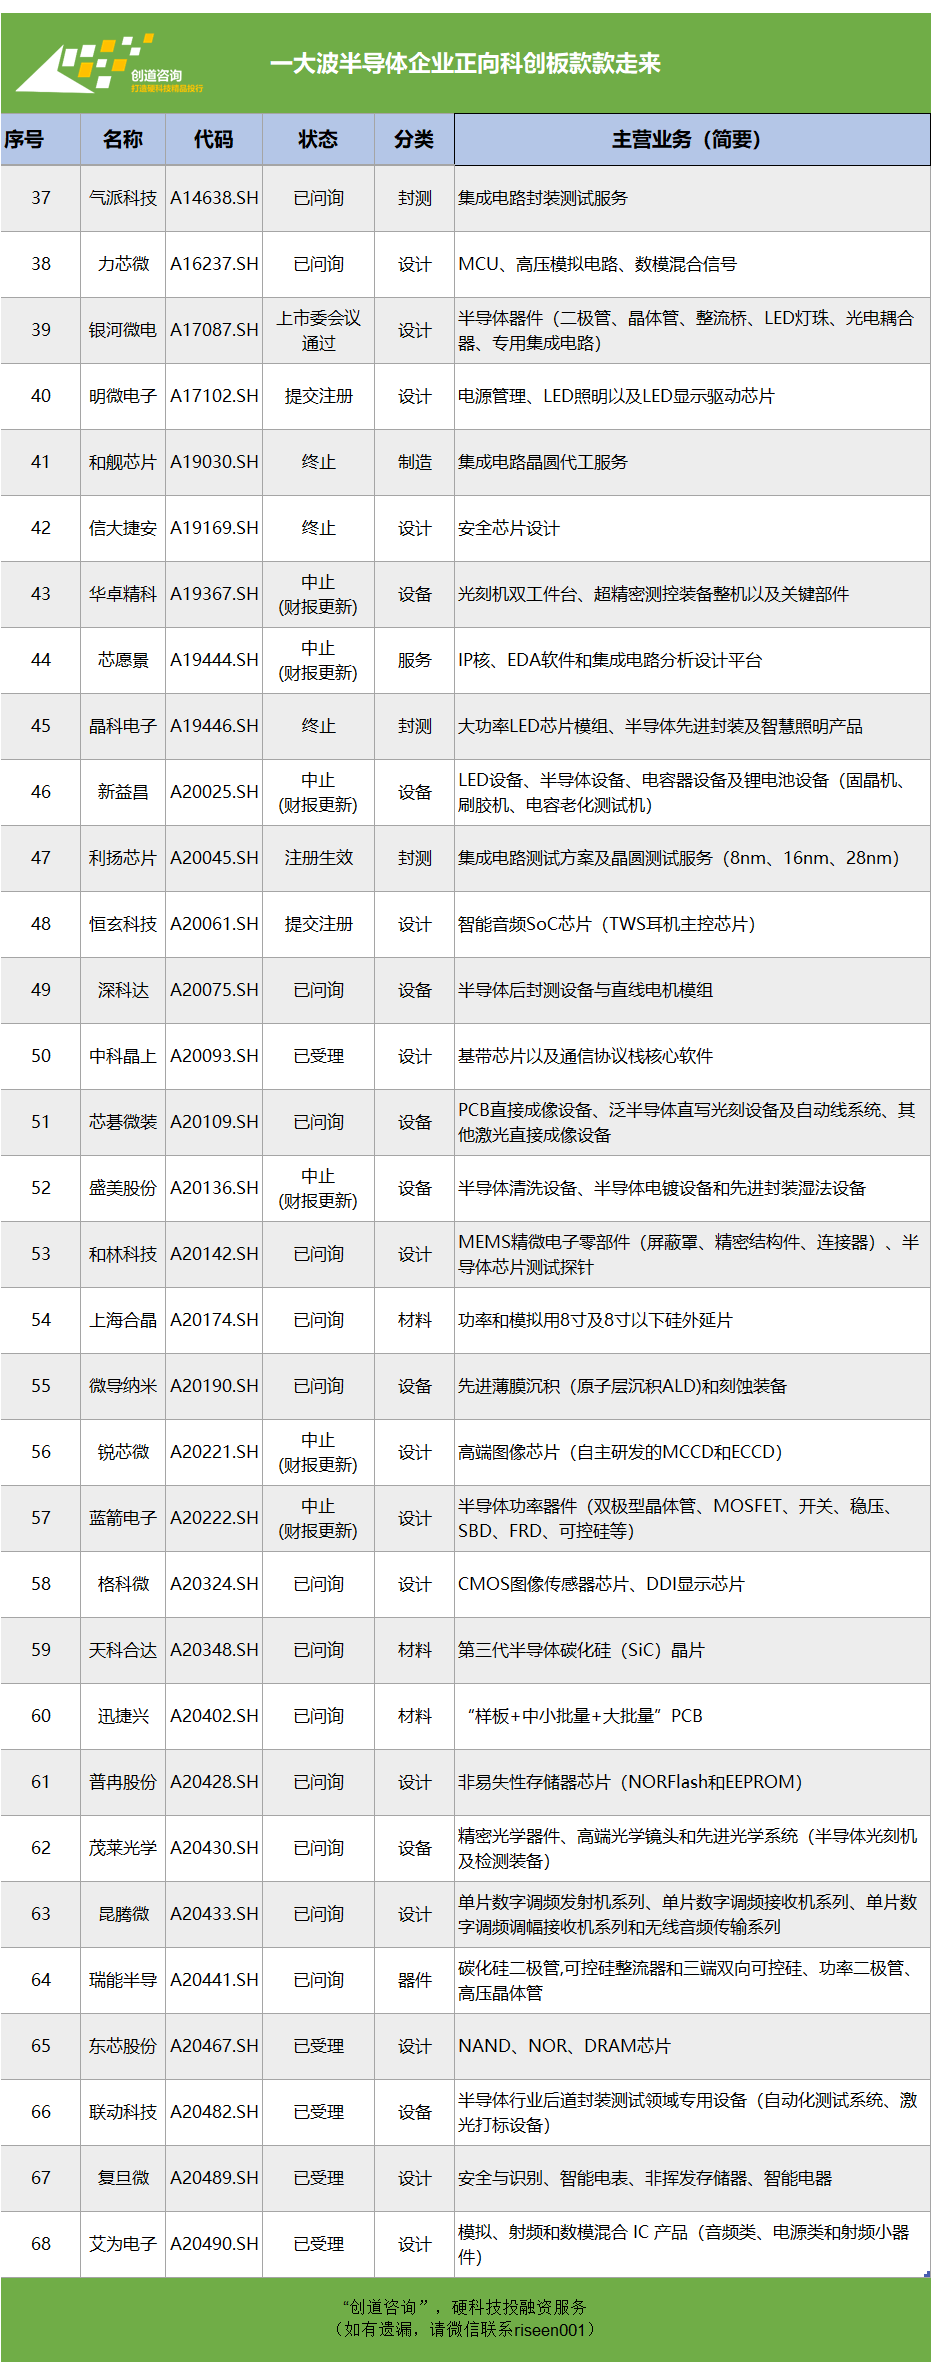 创道咨询
打造硬科技精品投行
一大波半导体企业正向科创板款款走来
序号 名称 代码 状态 分类 主营业务（简要）
37 气派科技 A14638.SH 已问询 封测 集成电路封装测试服务
38 力芯微 A16237.SH 已问询 设计 MCU、高压模拟电路、数模混合信号
39 银河微电 A17087.SH 上市委会议
通过 设计 半导体器件（二极管、晶体管、整流桥、LED灯珠、光电耦合
器、专用集成电路）
40 明微电子 A17102.SH 提交注册 设计 电源管理、LED照明以及LED显示驱动芯片
41 和舰芯片 A19030.SH 终止 制造 集成电路晶圆代工服务
42 信大捷安 A19169.SH 终止 设计 安全芯片设计
43 华卓精科 A19367.SH 中止
(财报更新) 设备 光刻机双工件台、超精密测控装备整机以及关键部件
44 芯愿景 A19444.SH 中止
(财报更新) 服务 IP核、EDA软件和集成电路分析设计平台
45 晶科电子 A19446.SH 终止 封测 大功率LED芯片模组、半导体先进封装及智慧照明产品
46 新益昌 A20025.SH 中止
(财报更新) 设备 LED设备、半导体设备、电容器设备及锂电池设备（固晶机、
刷胶机、电容老化测试机）
47 利扬芯片 A20045.SH 注册生效 封测 集成电路测试方案及晶圆测试服务（8nm、16nm、28nm）
48 恒玄科技 A20061.SH 提交注册 设计 智能音频SoC芯片（TWS耳机主控芯片）
49 深科达 A20075.SH 已问询 设备 半导体后封测设备与直线电机模组
50 中科晶上 A20093.SH 已受理 设计 基带芯片以及通信协议栈核心软件
51 芯碁微装 A20109.SH 已问询 设备 PCB直接成像设备、泛半导体直写光刻设备及自动线系统、其
他激光直接成像设备
52 盛美股份 A20136.SH 中止
(财报更新) 设备 半导体清洗设备、半导体电镀设备和先进封装湿法设备
53 和林科技 A20142.SH 已问询 设计 MEMS精微电子零部件（屏蔽罩、精密结构件、连接器）、半
导体芯片测试探针
54 上海合晶 A20174.SH 已问询 材料 功率和模拟用8寸及8寸以下硅外延片
55 微导纳米 A20190.SH 已问询 设备 先进薄膜沉积（原子层沉积ALD)和刻蚀装备
56 锐芯微 A20221.SH 中止
(财报更新) 设计 高端图像芯片（自主研发的MCCD和ECCD）
57 蓝箭电子 A20222.SH 中止
(财报更新) 设计 半导体功率器件（双极型晶体管、MOSFET、开关、稳压、
SBD、FRD、可控硅等）
58 格科微 A20324.SH 已问询 设计 CMOS图像传感器芯片、DDI显示芯片
59 天科合达 A20348.SH 已问询 材料 第三代半导体碳化硅（SiC）晶片
60 迅捷兴 A20402.SH 已问询 材料 “样板+中小批量+大批量”PCB
61 普冉股份 A20428.SH 已问询 设计 非易失性存储器芯片（NORFlash和EEPROM）
62 茂莱光学 A20430.SH 已问询 设备 精密光学器件、高端光学镜头和先进光学系统（半导体光刻机
及检测装备）
63 昆腾微 A20433.SH 已问询 设计 单片数字调频发射机系列、单片数字调频接收机系列、单片数
字调频调幅接收机系列和无线音频传输系列
64 瑞能半导 A20441.SH 已问询 器件 碳化硅二极管,可控硅整流器和三端双向可控硅、功率二极管、
高压晶体管
65 东芯股份 A20467.SH 已受理 设计 NAND、NOR、DRAM芯片
66 联动科技 A20482.SH 已受理 设备 半导体行业后道封装测试领域专用设备（自动化测试系统、激
光打标设备）
67 复旦微 A20489.SH 已受理 设计 安全与识别、智能电表、非挥发存储器、智能电器
68 艾为电子 A20490.SH 已受理 设计 模拟、射频和数模混合 IC 产品（音频类、电源类和射频小器
件）
“创道咨询”，硬科技投融资服务
（如有遗漏，请微信联系riseen001）